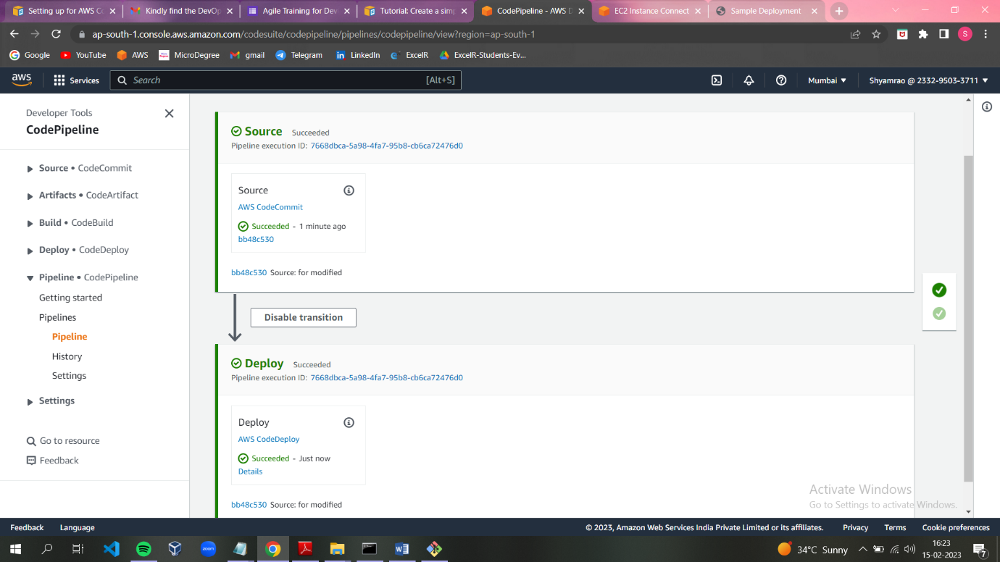 Setting up for AWS Co
Kindly find the DevOp
Agile Training for Dev
Tutorial: Create a simp
CodePipeline - AWS D
EC2 Instance Connect
Sample Deployment
ap-south-1.console.aws.amazon.com/codesuite/codepipeline/pipelines/codepipeline/view?region=ap-south-1
S
Google
YouTube
AWS
MicroDegree
gmail
Telegram
LinkedIn
ExcelR
ExcelR-Students-Ev...
aws
Services
Search
[Alt+S]
Mumbai
Shyamrao @ 2332-9503-3711
Developer Tools
CodePipeline
Source • CodeCommit
Artifacts • CodeArtifact
Build • CodeBuild
Deploy • CodeDeploy
Pipeline • CodePipeline
Getting started
Pipelines
Pipeline
History
Settings
Settings
Go to resource
Feedback
Source Succeeded
Pipeline execution ID: 7668dbca-5a98-4fa7-95b8-cb6ca72476d0
Source
AWS CodeCommit
Succeeded - 1 minute ago
bb48c530
bb48c530 Source: for modified
Disable transition
Deploy Succeeded
Pipeline execution ID: 7668dbca-5a98-4fa7-95b8-cb6ca72476d0
Deploy
AWS CodeDeploy
Succeeded - Just now
Details
bb48c530 Source: for modified
Activate Windows
Go to Settings to activate Windows.
Feedback
Language
© 2023, Amazon Web Services India Private Limited or its affiliates.
Privacy
Terms
Cookie preferences
zoom
34°C Sunny
16:23
15-02-2023
7